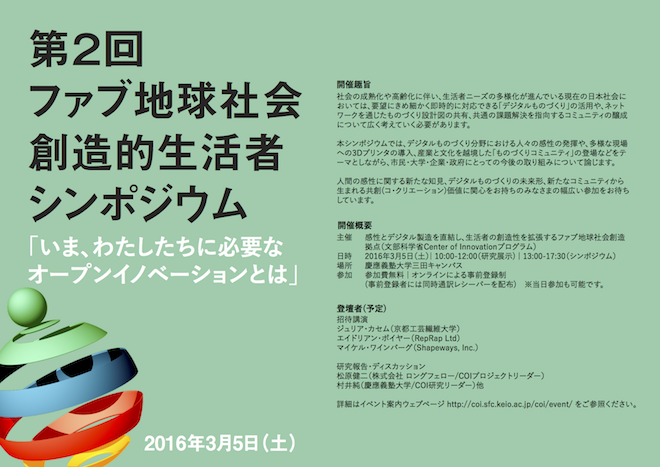 第2回
ファブ地球社会
創造的生活者
シンポジウム
「いま、わたしたちに必要な
オープンイノベーションとは」
2016年3月5日（土）
開催趣旨
社会の成熟化や高齢化に伴い、生活者ニーズの多様化が進んでいる現在の日本社会に
おいては、要望にきめ細かく即時的に対応できる「デジタルものづくり」の活用や、ネット
ワークを通じたものづくり設計図の共有、共通の課題解決を指向するコミュニティの醸成
について広く考えていく必要があります。
本シンポジウムでは、デジタルものづくり分野における人々の感性の発揮や、多様な現場
への3Dプリンタの導入、産業と文化を越境した「ものづくりコミュニティ」の登場などをテ
ーマとしながら、市民・大学・企業・政府にとっての今後の取り組みについて論じます。
人間の感性に関する新たな知見、デジタルものづくりの未来形、新たなコミュニティから
生まれる共創（コ・クリエーション）価値に関心をお持ちのみなさまの幅広い参加をお待ち
しています。
開催概要
主催 感性とデジタル製造を直結し、生活者の創造性を拡張するファブ地球社会創造
拠点（文部科学省Center of Innovationプログラム）
日時 2016年3月5日（土）| 10:00-12:00（研究展示）| 13:00-17:30（シンポジウム）
場所 慶應義塾大学三田キャンパス
参加 参加費無料｜オンラインによる事前登録制
（事前登録者には同時通訳レシーバーを配布） ※当日参加も可能です。
登壇者（予定）
招待講演
ジュリア・カセム（京都工芸繊維大学）
エイドリアン・ボイヤー（RepRap Ltd）
マイケル・ワインバーグ（Shapeways, Inc.）
研究報告・ディスカッション
松原健二（株式会社 ロングフェロー/COIプロジェクトリーダー）
村井純（慶應義塾大学/COI研究リーダー）他
詳細はイベント案内ウェブページ http://coi.sfc.keio.ac.jp/coi/event/ をご参照ください。